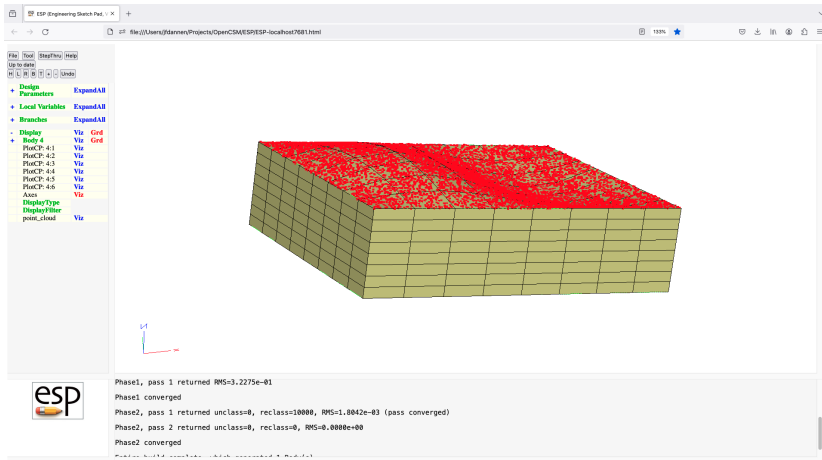 ESP (Engineering Sketch Pad, V
file:///Users/jfdannen/Projects/OpenCSM/ESP/ESP-localhost7681.html
133%
File Tool StepThru Help
Up to date
H L R B T + - Undo
+ Design Parameters ExpandAll
+ Local Variables ExpandAll
+ Branches ExpandAll
- Display Viz Grd
+ Body 4 Viz Grd
PlotCP: 4:1 Viz
PlotCP: 4:2 Viz
PlotCP: 4:3 Viz
PlotCP: 4:4 Viz
PlotCP: 4:5 Viz
PlotCP: 4:6 Viz
Axes Viz
DisplayType
DisplayFilter
point_cloud Viz
esp
Phase1, pass 1 returned RMS=3.2275e-01
Phase1 converged
Phase2, pass 1 returned unclass=0, reclass=10000, RMS=1.8042e-03 (pass converged)
Phase2, pass 2 returned unclass=0, reclass=0, RMS=0.0000e+00
Phase2 converged